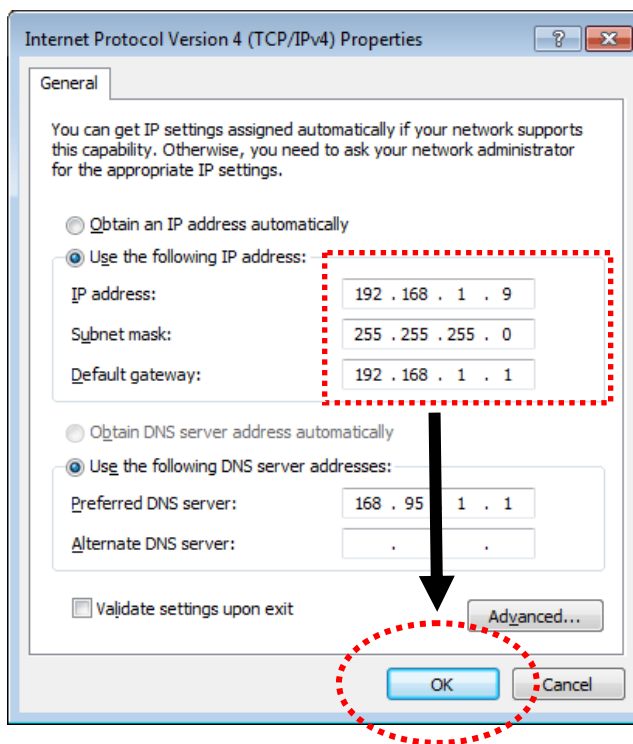 Internet Protocol Version 4 (TCP/IPv4) Properties
General
You can get IP settings assigned automatically if your network supports
this capability. Otherwise, you need to ask your network administrator
for the appropriate IP settings.
Obtain an IP address automatically
Use the following IP address:
IP address: 192 . 168 . 1 . 9
Subnet mask: 255 . 255 . 255 . 0
Default gateway: 192 . 168 . 1 . 1
Obtain DNS server address automatically
Use the following DNS server addresses:
Preferred DNS server: 168 . 95 1 . 1
Alternate DNS server: . .
Validate settings upon exit
Advanced...
OK Cancel